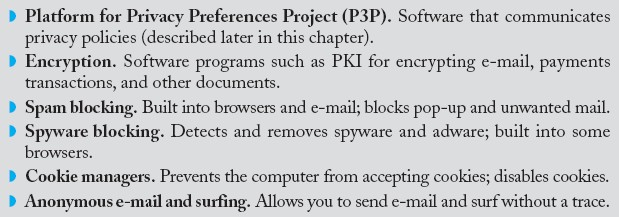 Platform for Privacy Preferences Project (P3P). Software that communicates
privacy policies (described later in this chapter).
Encryption. Software programs such as PKI for encrypting e-mail, payments
transactions, and other documents.
Spam blocking. Built into browsers and e-mail; blocks pop-up and unwanted mail.
Spyware blocking. Detects and removes spyware and adware; built into some
browsers.
Cookie managers. Prevents the computer from accepting cookies; disables cookies.
Anonymous e-mail and surfing. Allows you to send e-mail and surf without a trace.